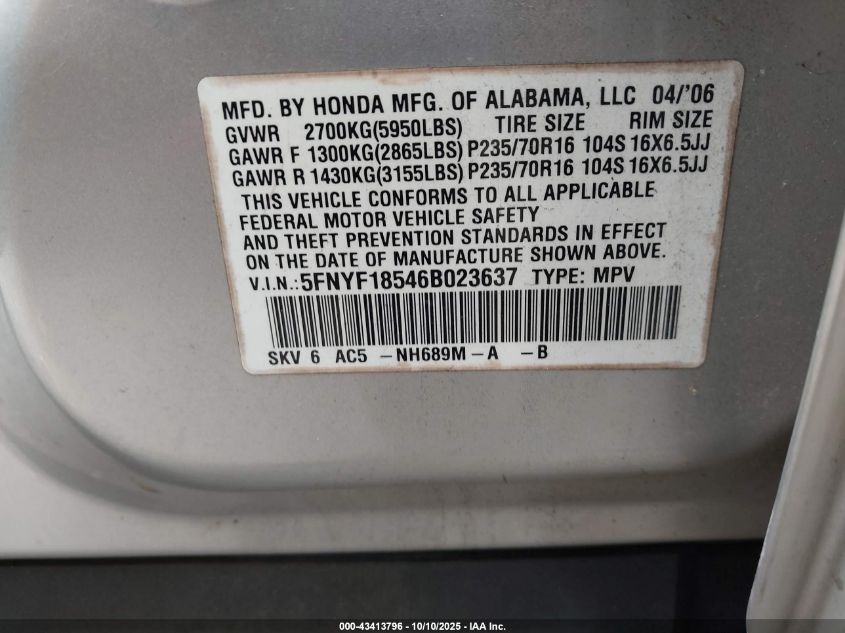 MFD. BY HONDA MFG. OF ALABAMA, LLC 04/'06
GVWR 2700KG(5950LBS) TIRE SIZE RIM SIZE
GAWR F 1300KG(2865LBS) P235/70R16 104S 16X6.5JJ
GAWR R 1430KG(3155LBS) P235/70R16 104S 16X6.5JJ
THIS VEHICLE CONFORMS TO ALL APPLICABLE
FEDERAL MOTOR VEHICLE SAFETY
AND THEFT PREVENTION STANDARDS IN EFFECT
ON THE DATE OF MANUFACTURE SHOWN ABOVE.
V.I.N.:5FNYF18546B023637 TYPE: MPV
SKV 6 AC5 -NH689M-A -B
000-43413796 - 10/10/2025 - IAA Inc.